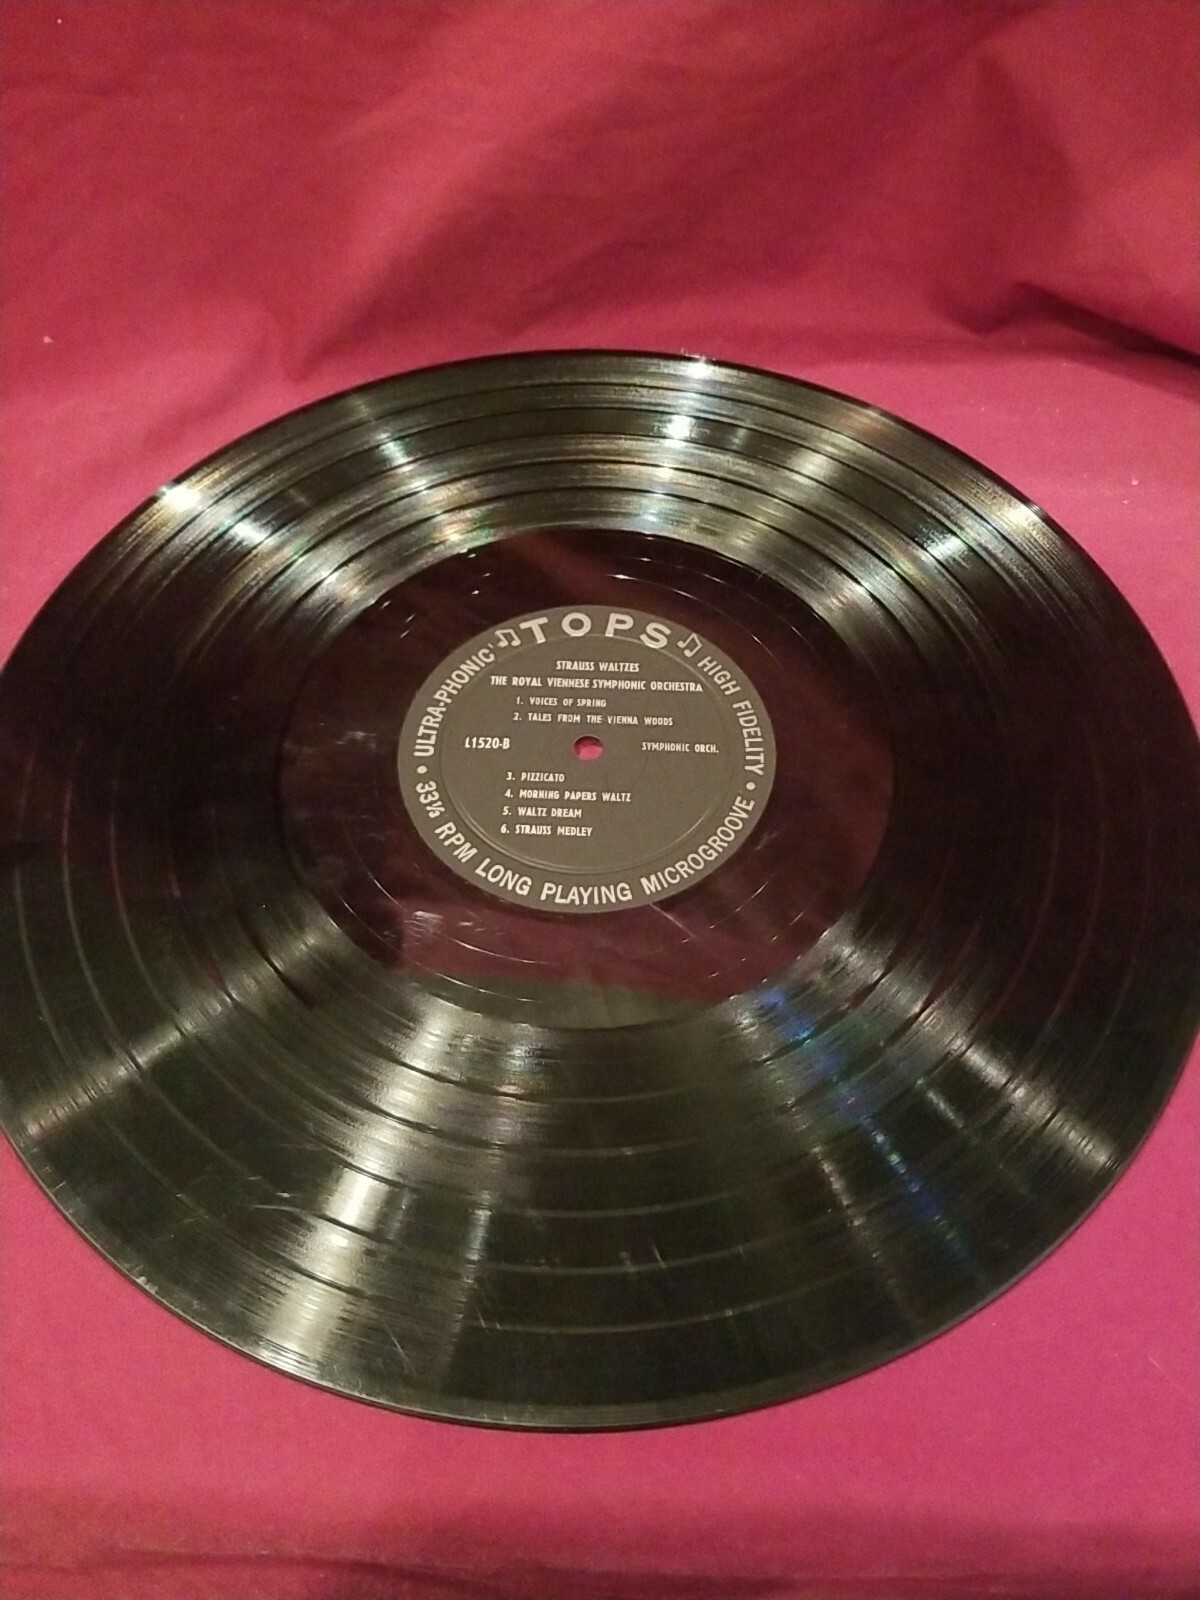 TOPS
STRAUSS WALTZES
THE ROYAL VIENNESE SYMPHONIC ORCHESTRA
1. VOICES OF SPRING
2. TALES FROM THE VIENNA WOODS
L1520-B
SYMPHONIC ORCH.
3. PIZZICATO
4. MORNING PAPERS WALTZ
5. WALTZ DREAM
6. STRAUSS MEDLEY
HIGH FIDELITY • 33⅓ RPM LONG PLAYING MICROGROOVE • ULTRA-PHONIC